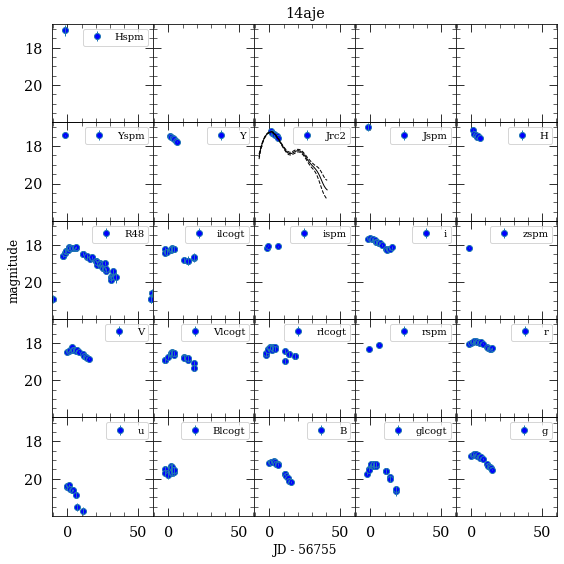 14aje
18 Hspm
20
Yspm Y Jrc2 Jspm H
18
20
R48 ilcogt ispm i zspm
18
20
magnitude
V Vlcogt rlcogt rspm r
18
20
u Blcogt B glcogt g
18
20
0 50 0 50 0 50 0 50 0 50
JD - 56755